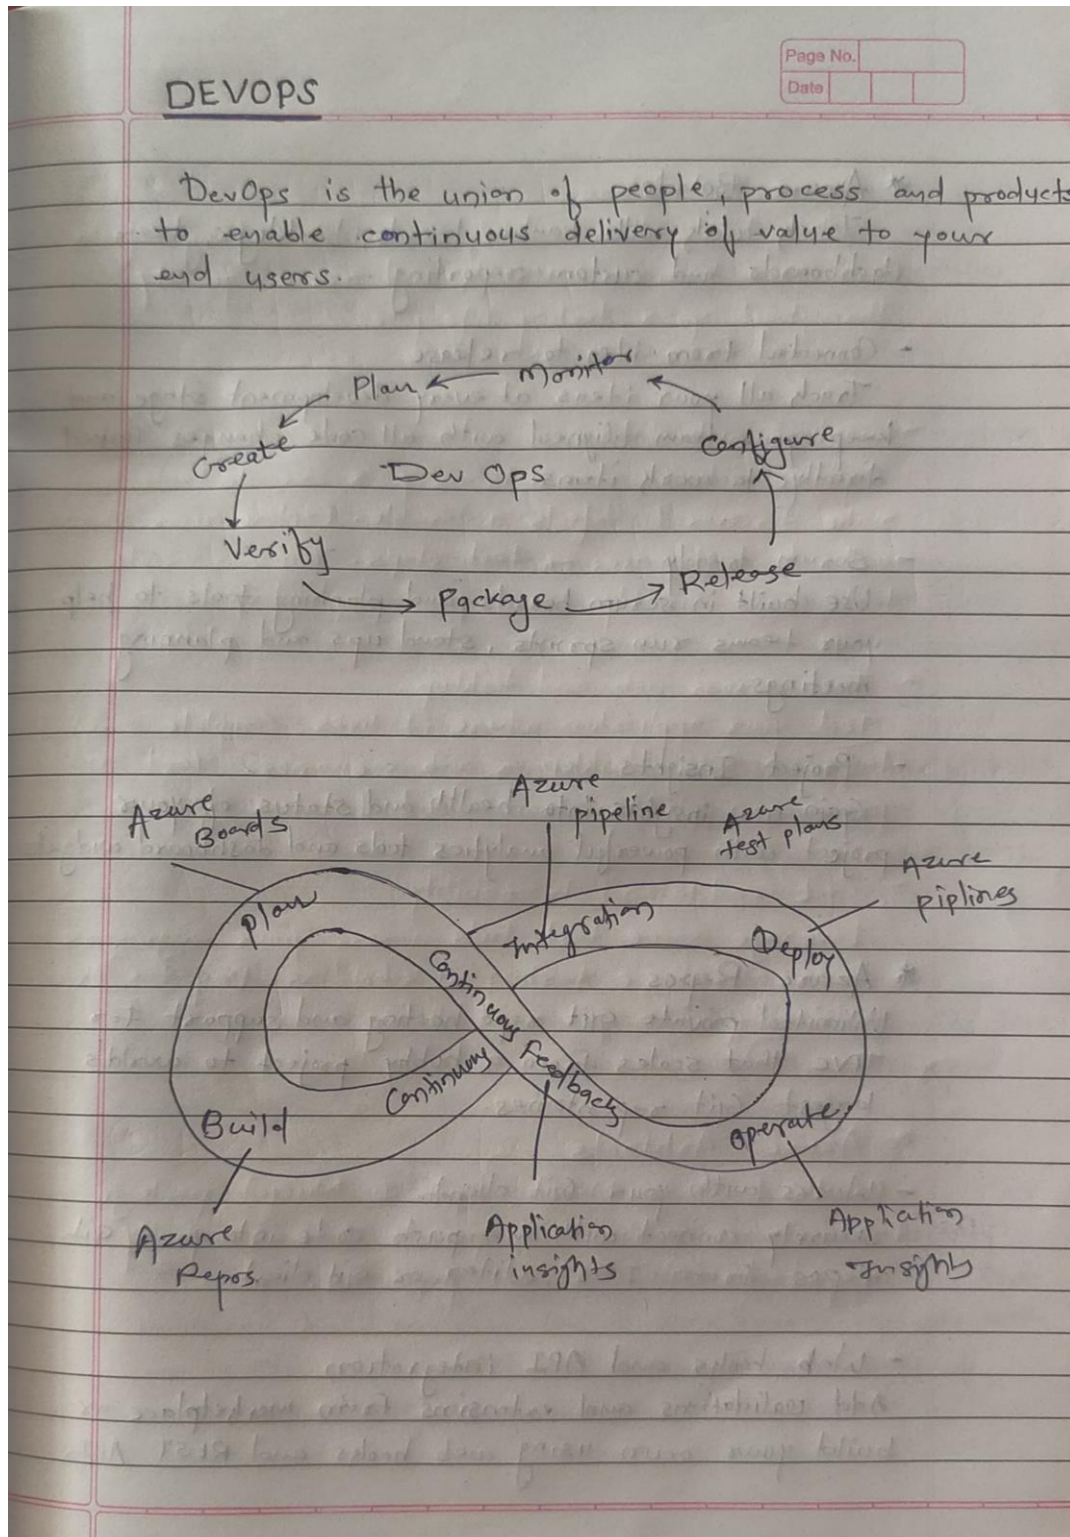 Page No.
Date
DEVOPS
DevOps is the union of people, process and products
to enable continuous delivery of value to your
end users.
Plan
Monitor
Create
Dev Ops
Configure
Verify
Package
Release
Azure
Boards
Azure
pipeline
Azure
test plans
Azure
piplines
Plan
Integration
Deploy
Continuous Feedback
Continuous
Build
Operate
Azure
Repos.
Application
insights
Application
Insights